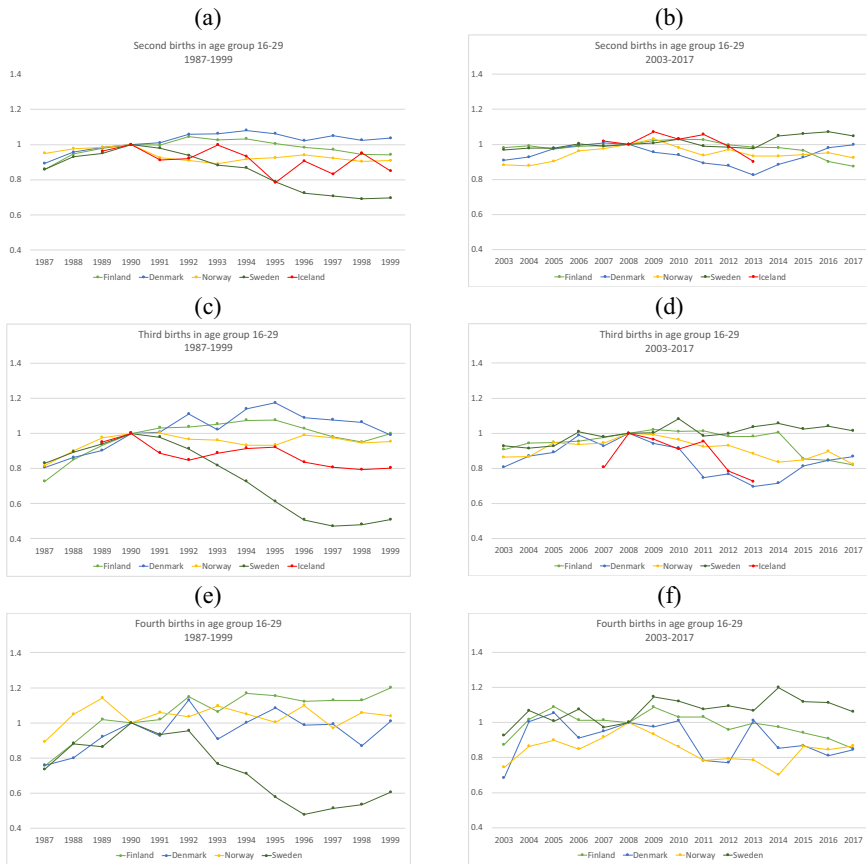 (a)
Second births in age group 16-29
1987-1999
1.4
1.2
1
0.8
0.6
0.4
1987 1988 1989 1990 1991 1992 1993 1994 1995 1996 1997 1998 1999
Finland Denmark Norway Sweden Iceland
(b)
Second births in age group 16-29
2003-2017
1.4
1.2
1
0.8
0.6
0.4
2003 2004 2005 2006 2007 2008 2009 2010 2011 2012 2013 2014 2015 2016 2017
Finland Denmark Norway Sweden Iceland
(c)
Third births in age group 16-29
1987-1999
1.4
1.2
1
0.8
0.6
0.4
1987 1988 1989 1990 1991 1992 1993 1994 1995 1996 1997 1998 1999
Finland Denmark Norway Sweden Iceland
(d)
Third births in age group 16-29
2003-2017
1.4
1.2
1
0.8
0.6
0.4
2003 2004 2005 2006 2007 2008 2009 2010 2011 2012 2013 2014 2015 2016 2017
Finland Denmark Norway Sweden Iceland
(e)
Fourth births in age group 16-29
1987-1999
1.4
1.2
1
0.8
0.6
0.4
1987 1988 1989 1990 1991 1992 1993 1994 1995 1996 1997 1998 1999
Finland Denmark Norway Sweden
(f)
Fourth births in age group 16-29
2003-2017
1.4
1.2
1
0.8
0.6
0.4
2003 2004 2005 2006 2007 2008 2009 2010 2011 2012 2013 2014 2015 2016 2017
Finland Denmark Norway Sweden